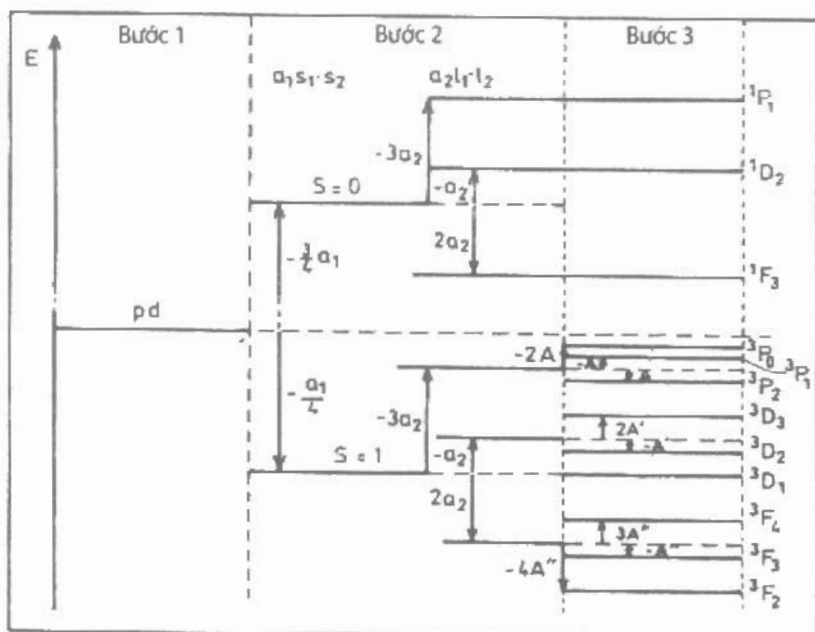 Bước 1 Bước 2 Bước 3
E
a₁s₁·s₂ a₂l₁·l₂
¹P₁
-3a₂
¹D₂
S = 0
-a₂
-¾a₁
2a₂
¹F₃
pd
³P₀
-2A
-A
³P₁
A
³P₂
-a₁/4
-3a₂
³D₃
2A'
-a₂
-A'
³D₂
S = 1
³D₁
2a₂
³F₄
3A"
-A"
³F₃
-4A"
³F₂